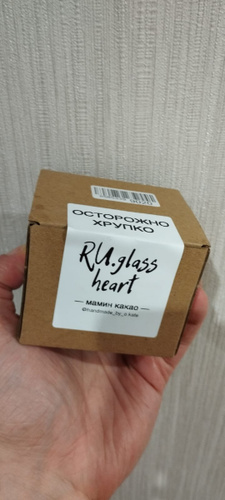 ОСТОРОЖНО
ХРУПКО
RU.glass
heart
— мамин какао —